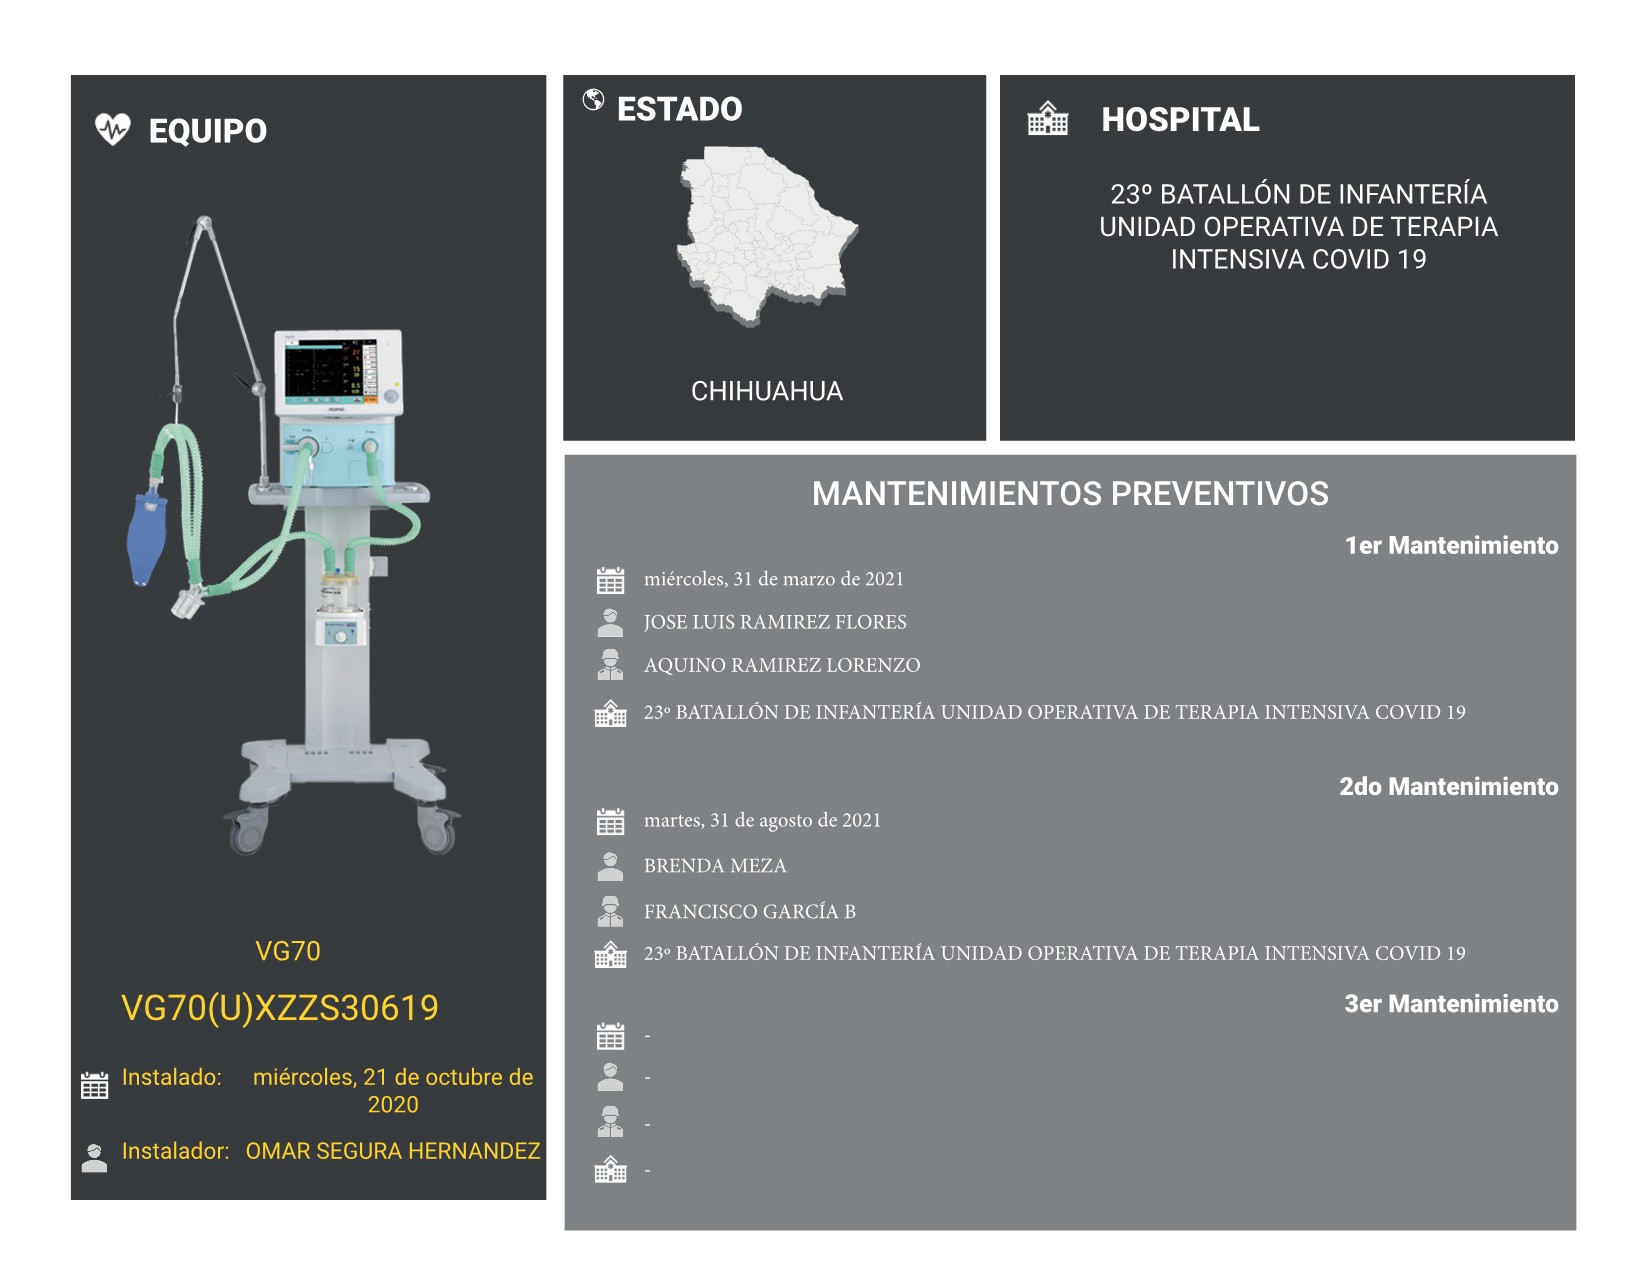 EQUIPO
VG70
VG70(U)XZZS30619
Instalado: miércoles, 21 de octubre de
2020
Instalador: OMAR SEGURA HERNANDEZ
ESTADO
CHIHUAHUA
HOSPITAL
23º BATALLÓN DE INFANTERÍA
UNIDAD OPERATIVA DE TERAPIA
INTENSIVA COVID 19
MANTENIMIENTOS PREVENTIVOS
1er Mantenimiento
miércoles, 31 de marzo de 2021
JOSE LUIS RAMIREZ FLORES
AQUINO RAMIREZ LORENZO
23º BATALLÓN DE INFANTERÍA UNIDAD OPERATIVA DE TERAPIA INTENSIVA COVID 19
2do Mantenimiento
martes, 31 de agosto de 2021
BRENDA MEZA
FRANCISCO GARCÍA B
23º BATALLÓN DE INFANTERÍA UNIDAD OPERATIVA DE TERAPIA INTENSIVA COVID 19
3er Mantenimiento
-
-
-
-